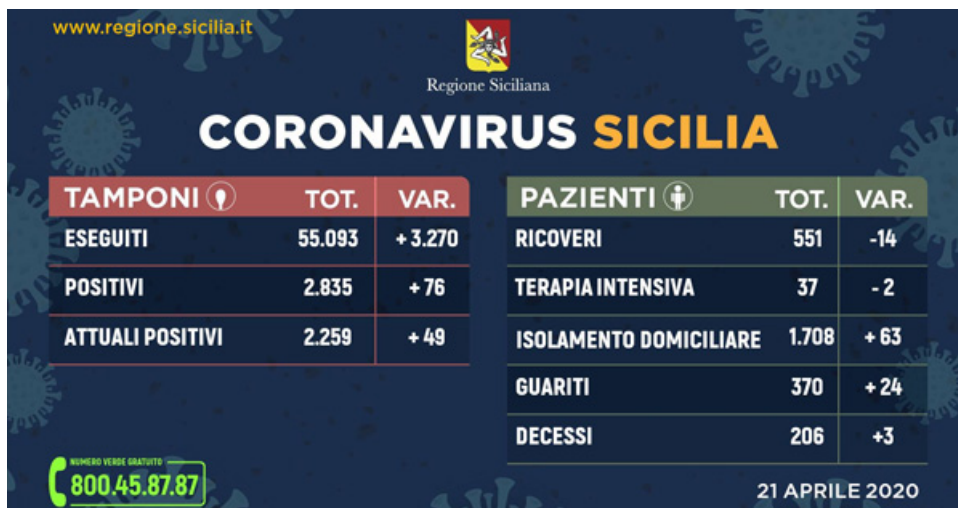 www.regione.sicilia.it
Regione Siciliana
CORONAVIRUS SICILIA
TAMPONI TOT. VAR.
ESEGUITI 55.093 +3.270
POSITIVI 2.835 +76
ATTUALI POSITIVI 2.259 +49
PAZIENTI TOT. VAR.
RICOVERI 551 -14
TERAPIA INTENSIVA 37 -2
ISOLAMENTO DOMICILIARE 1.708 +63
GUARITI 370 +24
DECESSI 206 +3
NUMERO VERDE GRATUITO
800.45.87.87
21 APRILE 2020